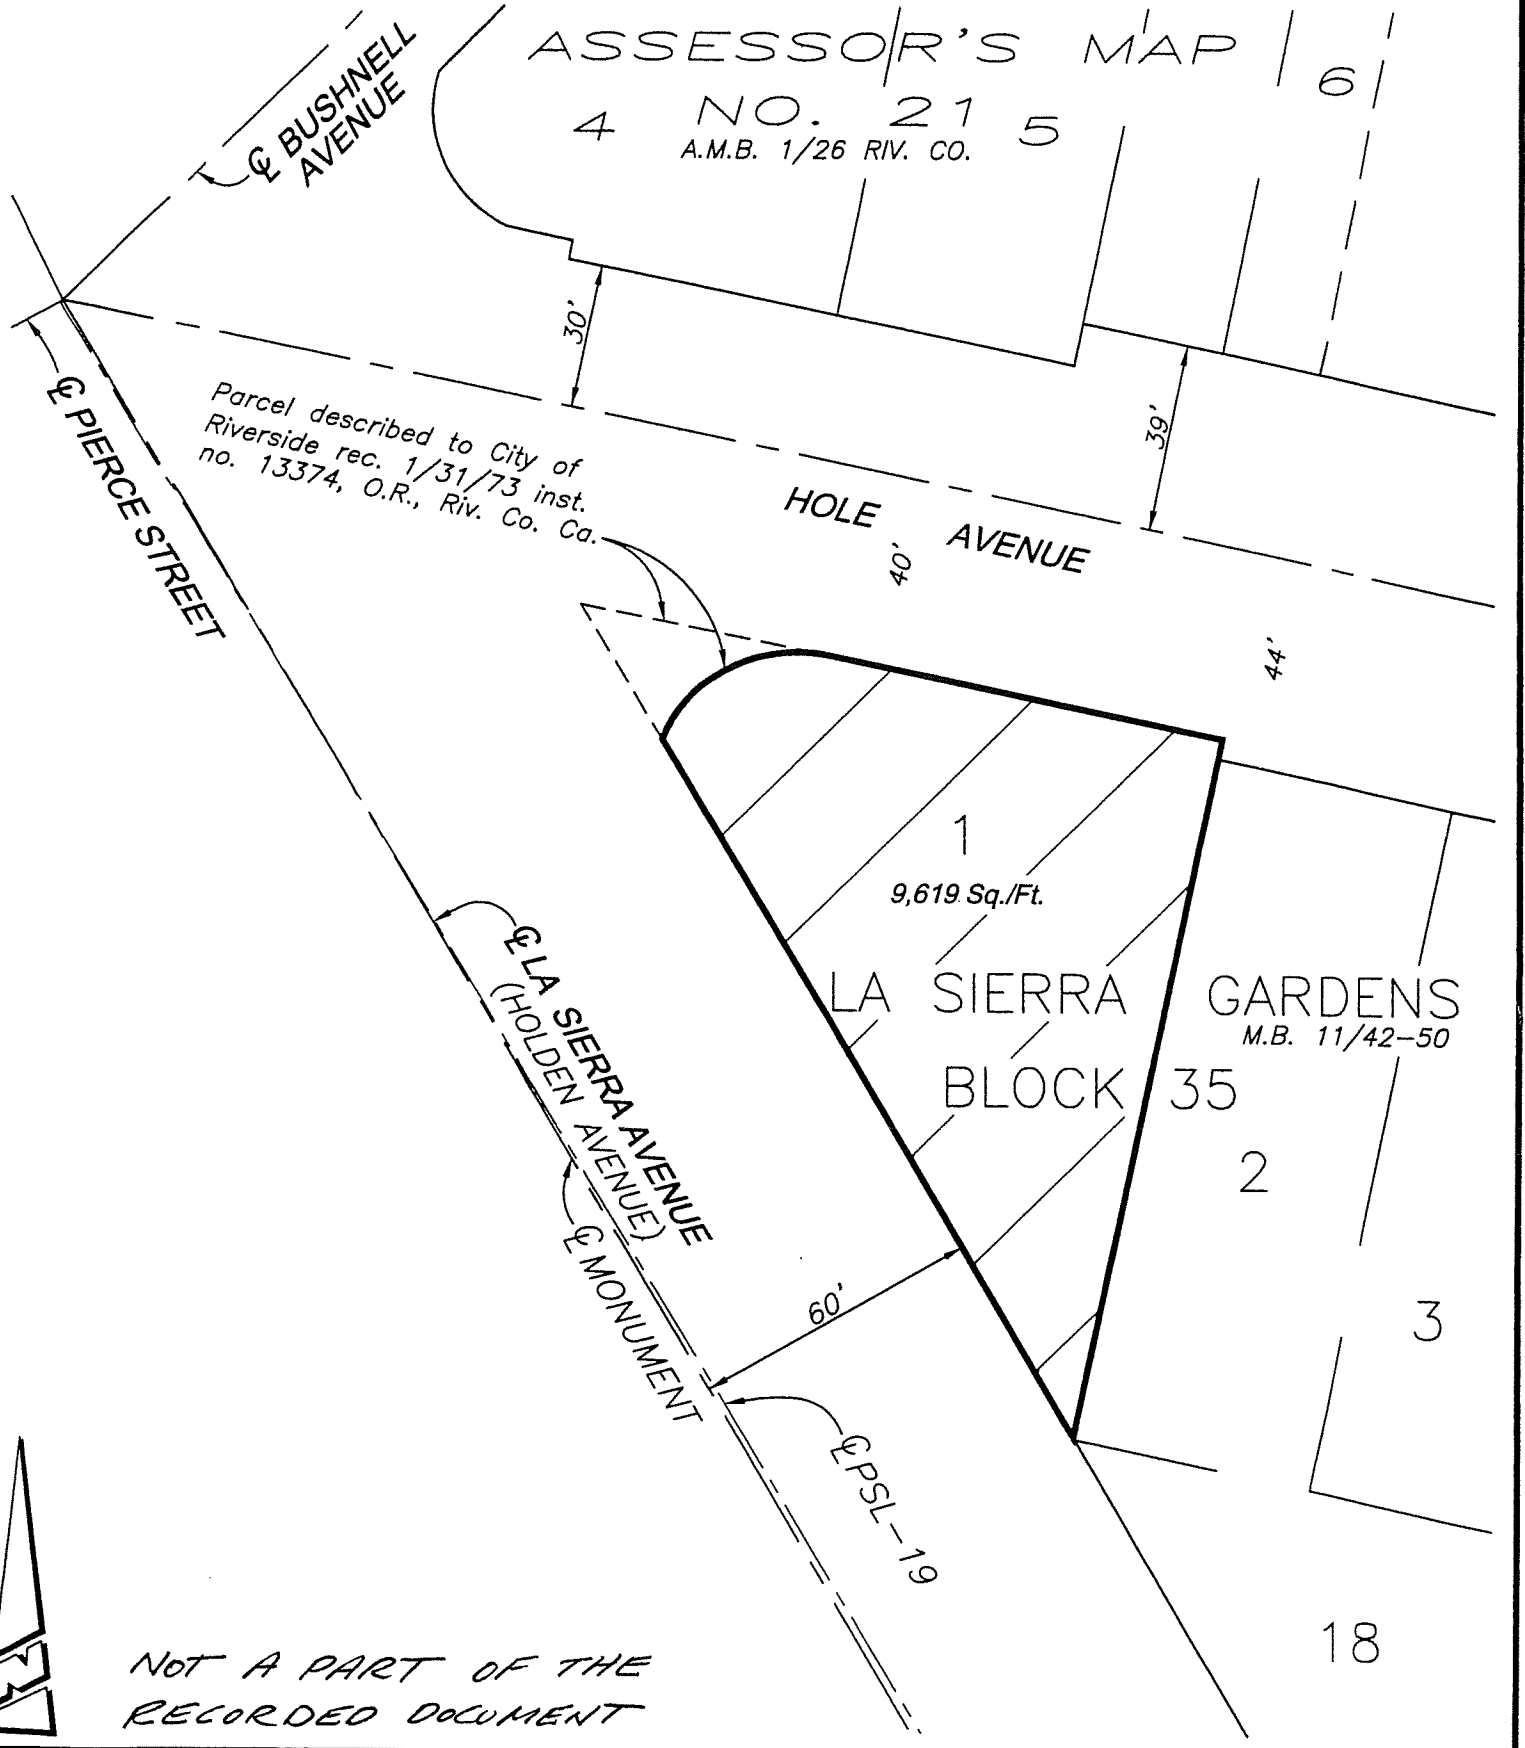 ASSESSOR'S MAP
NO. 21
A.M.B. 1/26 RIV. CO.
4
5
6
℄ BUSHNELL
AVENUE
30'
39'
℄ PIERCE STREET
Parcel described to City of
Riverside rec. 1/31/73 inst.
no. 13374, O.R., Riv. Co. Ca.
HOLE AVENUE
40'
44'
1
9,619 Sq./Ft.
LA SIERRA GARDENS
M.B. 11/42-50
BLOCK 35
2
3
℄ LA SIERRA AVENUE
(HOLDEN AVENUE)
℄ MONUMENT
60'
℄ PSL-19
18
NOT A PART OF THE
RECORDED DOCUMENT